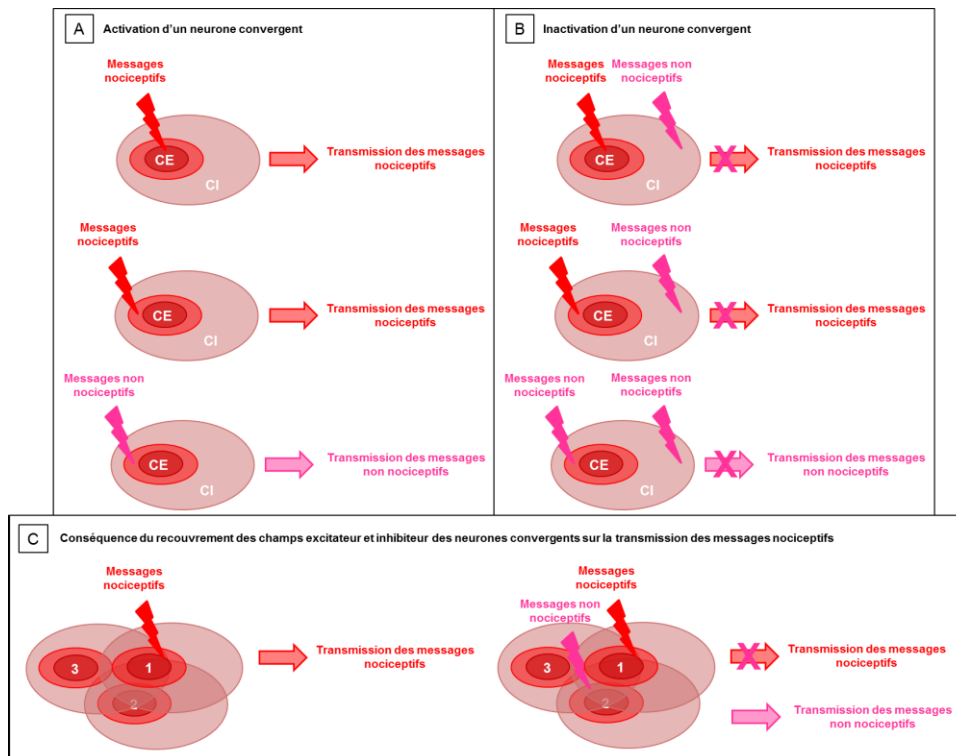 A
Activation d'un neurone convergent
Messages
nociceptifs
CE
CI
Transmission des messages
nociceptifs
Messages
nociceptifs
CE
CI
Transmission des messages
nociceptifs
Messages non
nociceptifs
CE
CI
Transmission des messages
non nociceptifs
B
Inactivation d'un neurone convergent
Messages
nociceptifs
Messages non
nociceptifs
CE
CI
Transmission des messages
nociceptifs
Messages
nociceptifs
Messages non
nociceptifs
CE
CI
Transmission des messages
nociceptifs
Messages non
nociceptifs
Messages non
nociceptifs
CE
CI
Transmission des messages
non nociceptifs
C
Conséquence du recouvrement des champs excitateur et inhibiteur des neurones convergents sur la transmission des messages nociceptifs
Messages
nociceptifs
3
1
2
Transmission des messages
nociceptifs
Messages non
nociceptifs
Messages
nociceptifs
3
1
2
Transmission des messages
nociceptifs
Transmission des messages
non nociceptifs